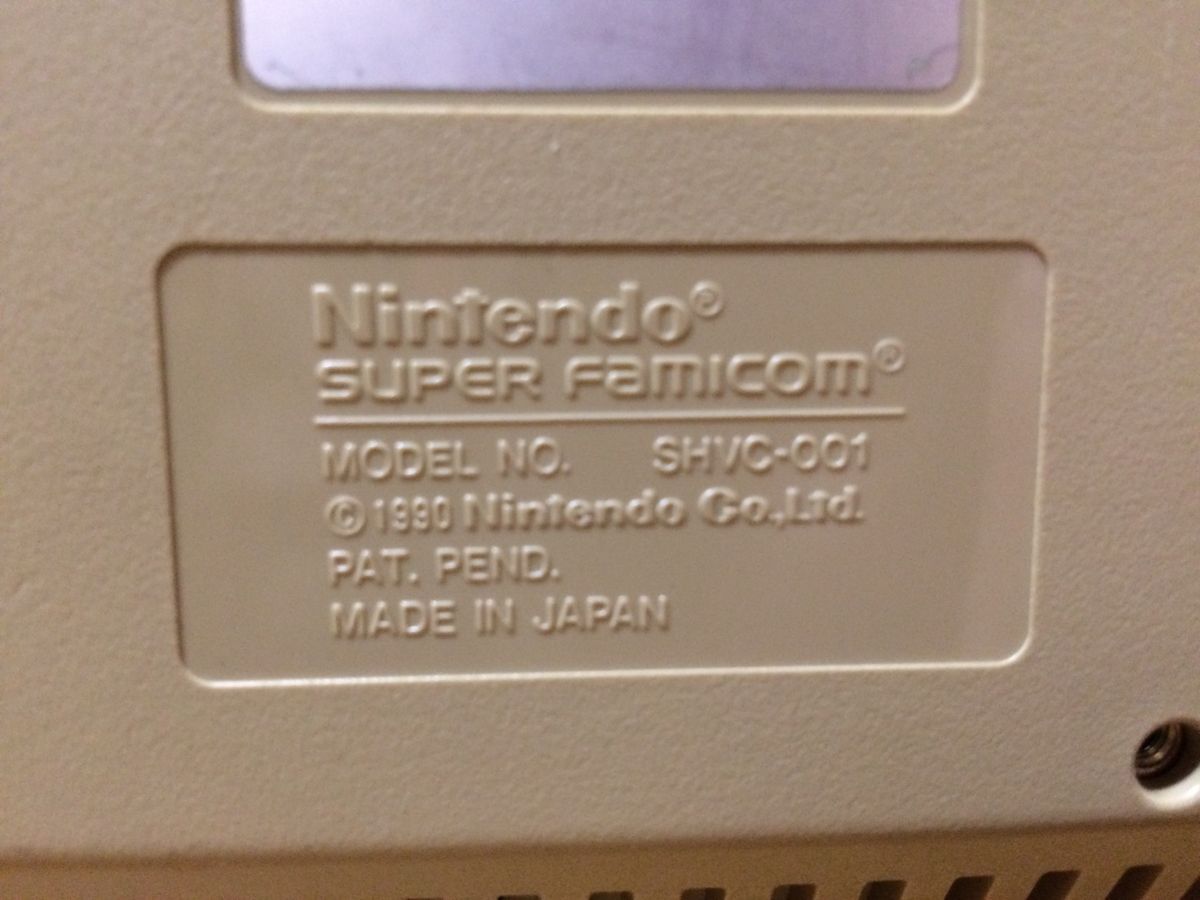 Nintendo®
SUPER FAMICOM®
MODEL NO. SHVC-001
©1990 Nintendo Co.,Ltd.
PAT. PEND.
MADE IN JAPAN